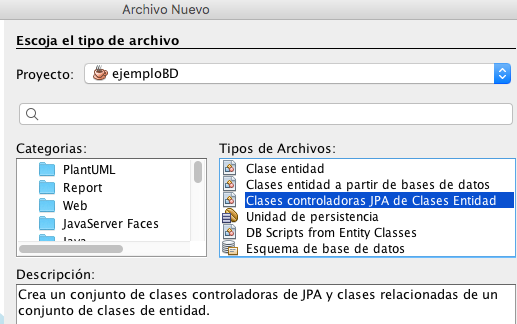 Archivo Nuevo
Escoja el tipo de archivo
Proyecto: ejemploBD
Categorias:
PlantUML
Report
Web
JavaServer Faces
Java
Tipos de Archivos:
Clase entidad
Clases entidad a partir de bases de datos
Clases controladoras JPA de Clases Entidad
Unidad de persistencia
DB Scripts from Entity Classes
Esquema de base de datos
Descripción:
Crea un conjunto de clases controladoras de JPA y clases relacionadas de un
conjunto de clases de entidad.